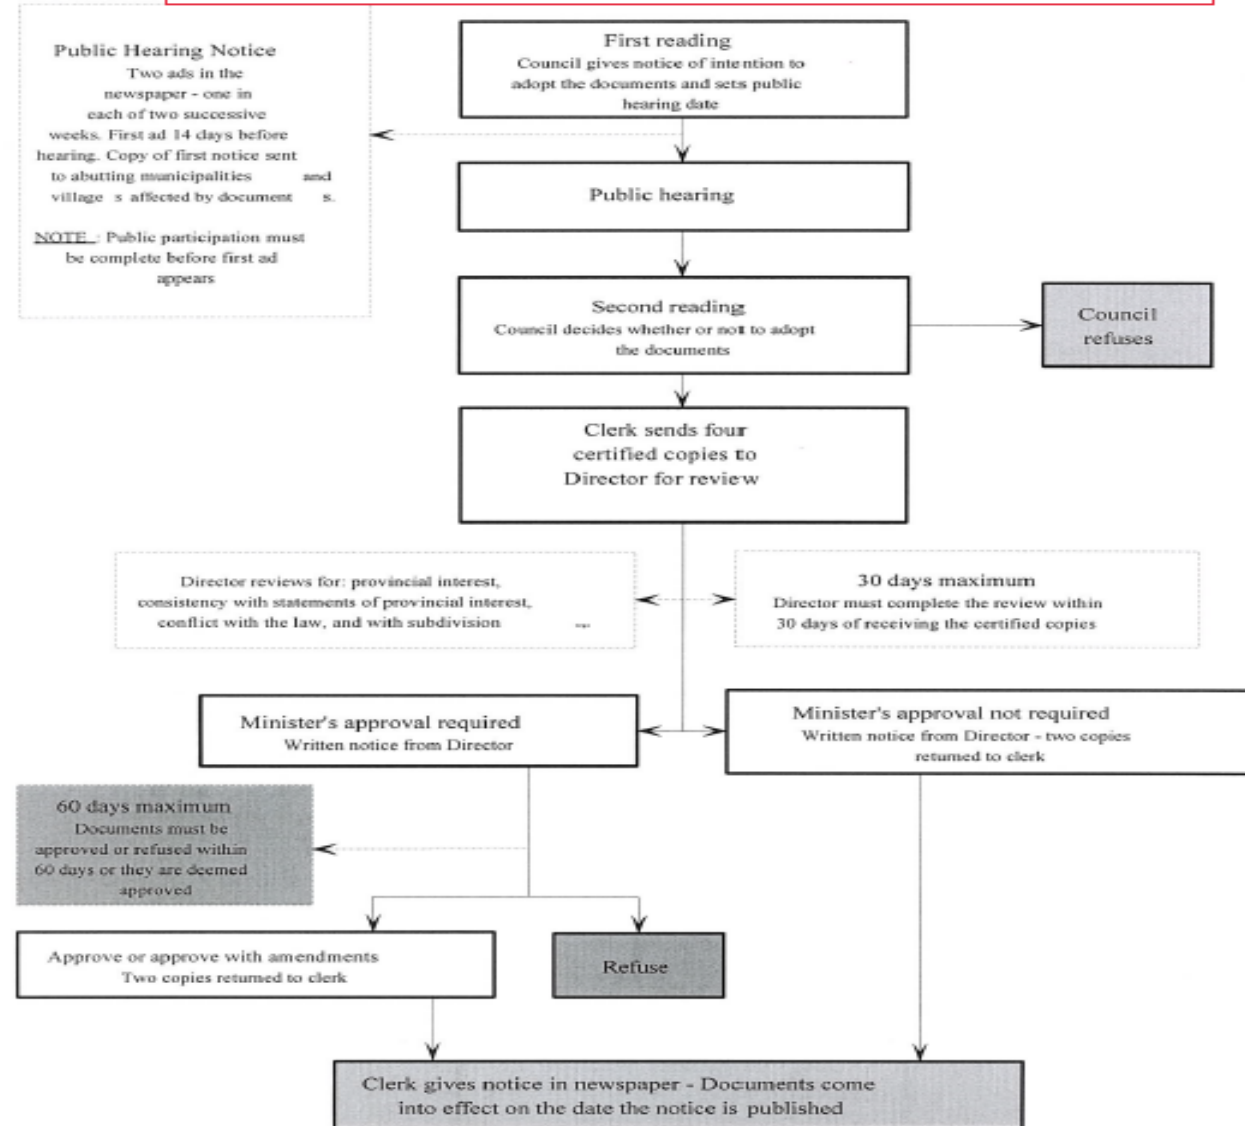 First reading
Council gives notice of intention to
adopt the documents and sets public
hearing date
Public Hearing Notice
Two ads in the
newspaper - one in
each of two successive
weeks. First ad 14 days before
hearing. Copy of first notice sent
to abutting municipalities and
village s affected by document s.
NOTE : Public participation must
be complete before first ad
appears
Public hearing
Second reading
Council decides whether or not to adopt
the documents
Council
refuses
Clerk sends four
certified copies to
Director for review
Director reviews for: provincial interest,
consistency with statements of provincial interest,
conflict with the law, and with subdivision
30 days maximum
Director must complete the review within
30 days of receiving the certified copies
Minister's approval required
Written notice from Director
Minister's approval not required
Written notice from Director - two copies
returned to clerk
60 days maximum
Documents must be
approved or refused within
60 days or they are deemed
approved
Approve or approve with amendments
Two copies returned to clerk
Refuse
Clerk gives notice in newspaper - Documents come
into effect on the date the notice is published